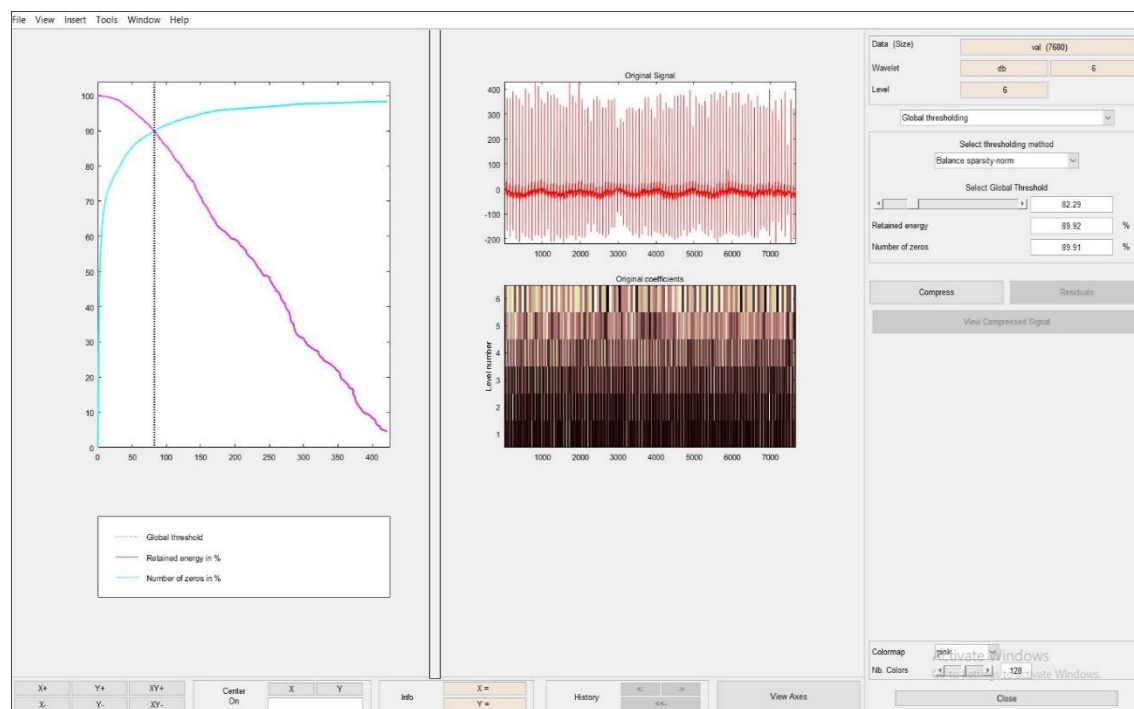 File View Insert Tools Window Help
100
90
80
70
60
50
40
30
20
10
0
0 50 100 150 200 250 300 350 400
Global threshold
Retained energy in %
Number of zeros in %
Original Signal
400
300
200
100
0
-100
-200
1000 2000 3000 4000 5000 6000 7000
Original coefficients
Level number
6
5
4
3
2
1
1000 2000 3000 4000 5000 6000 7000
Data (Size) val (7680)
Wavelet db 6
Level 6
Global thresholding
Select thresholding method
Balance sparsity-norm
Select Global Threshold
82.29
Retained energy 89.92 %
Number of zeros 89.91 %
Compress Residuals
View Compressed Signal
Colormap pink
Nb. Colors 128
Activate Windows
Go to Settings to activate Windows.
Close
X+ Y+ XY+
X- Y- XY-
Center On X Y
Info X =
Y =
History <- ->
<<-
View Axes